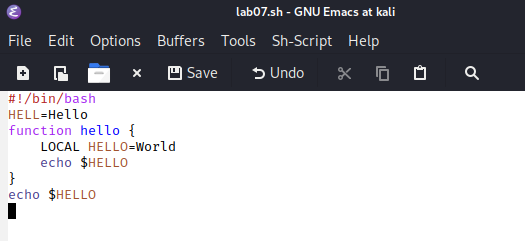 lab07.sh - GNU Emacs at kali
File Edit Options Buffers Tools Sh-Script Help
Save Undo
#!/bin/bash
HELL=Hello
function hello {
    LOCAL HELLO=World
    echo $HELLO
}
echo $HELLO